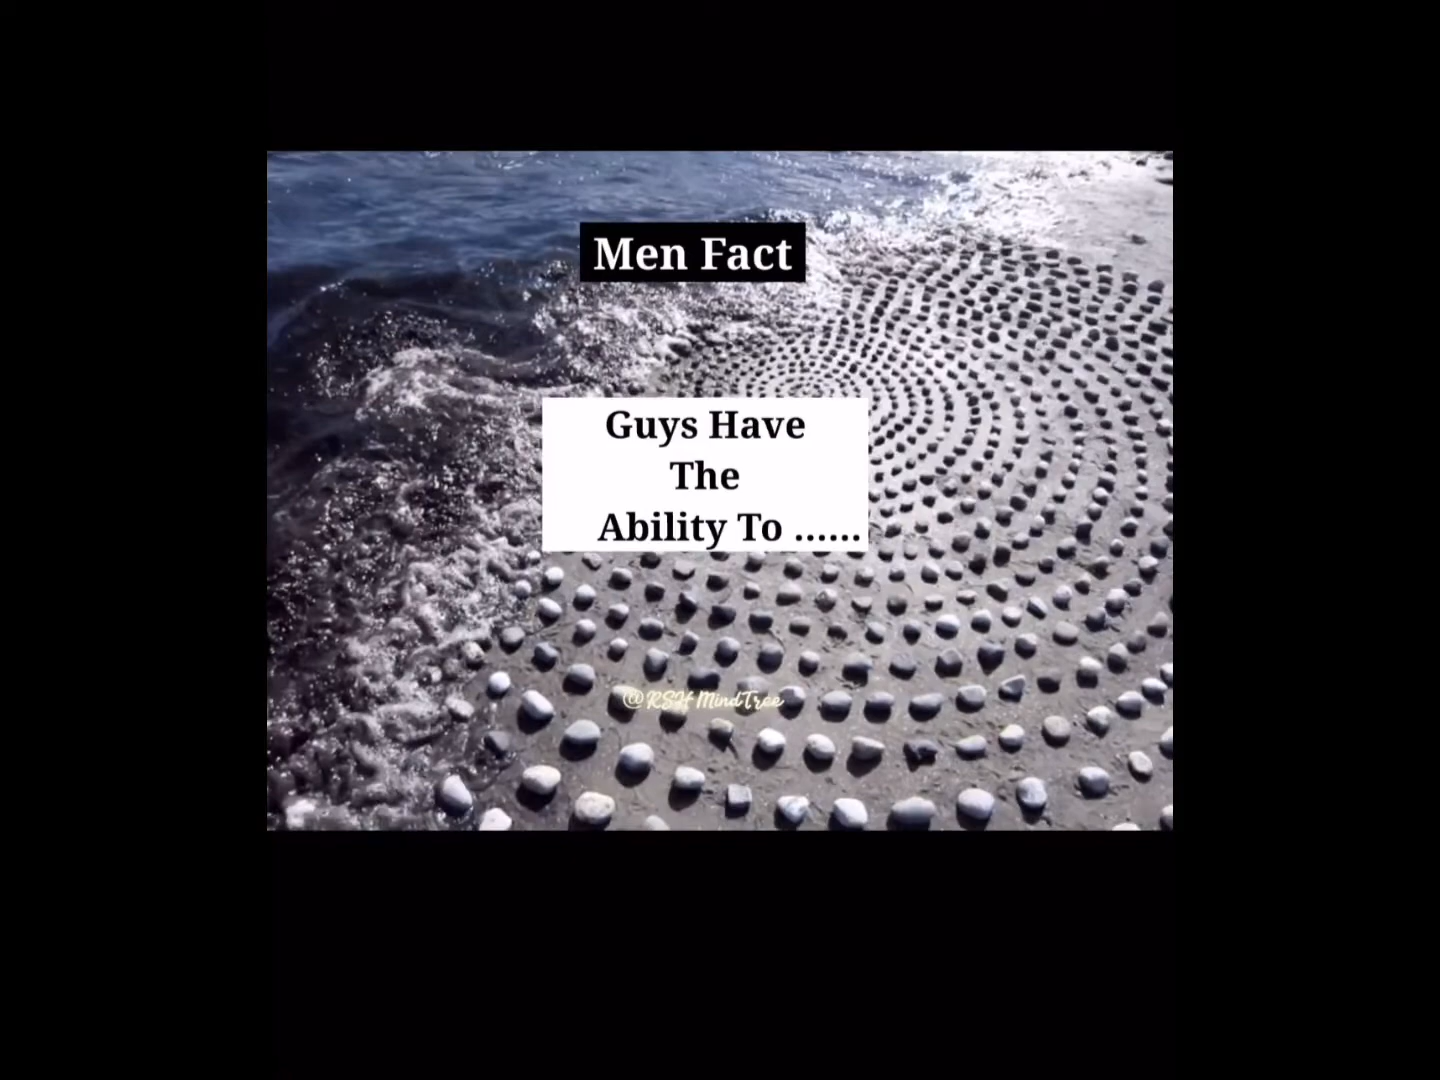 Men Fact
Guys Have
The
Ability To ......
@RSH MindTree